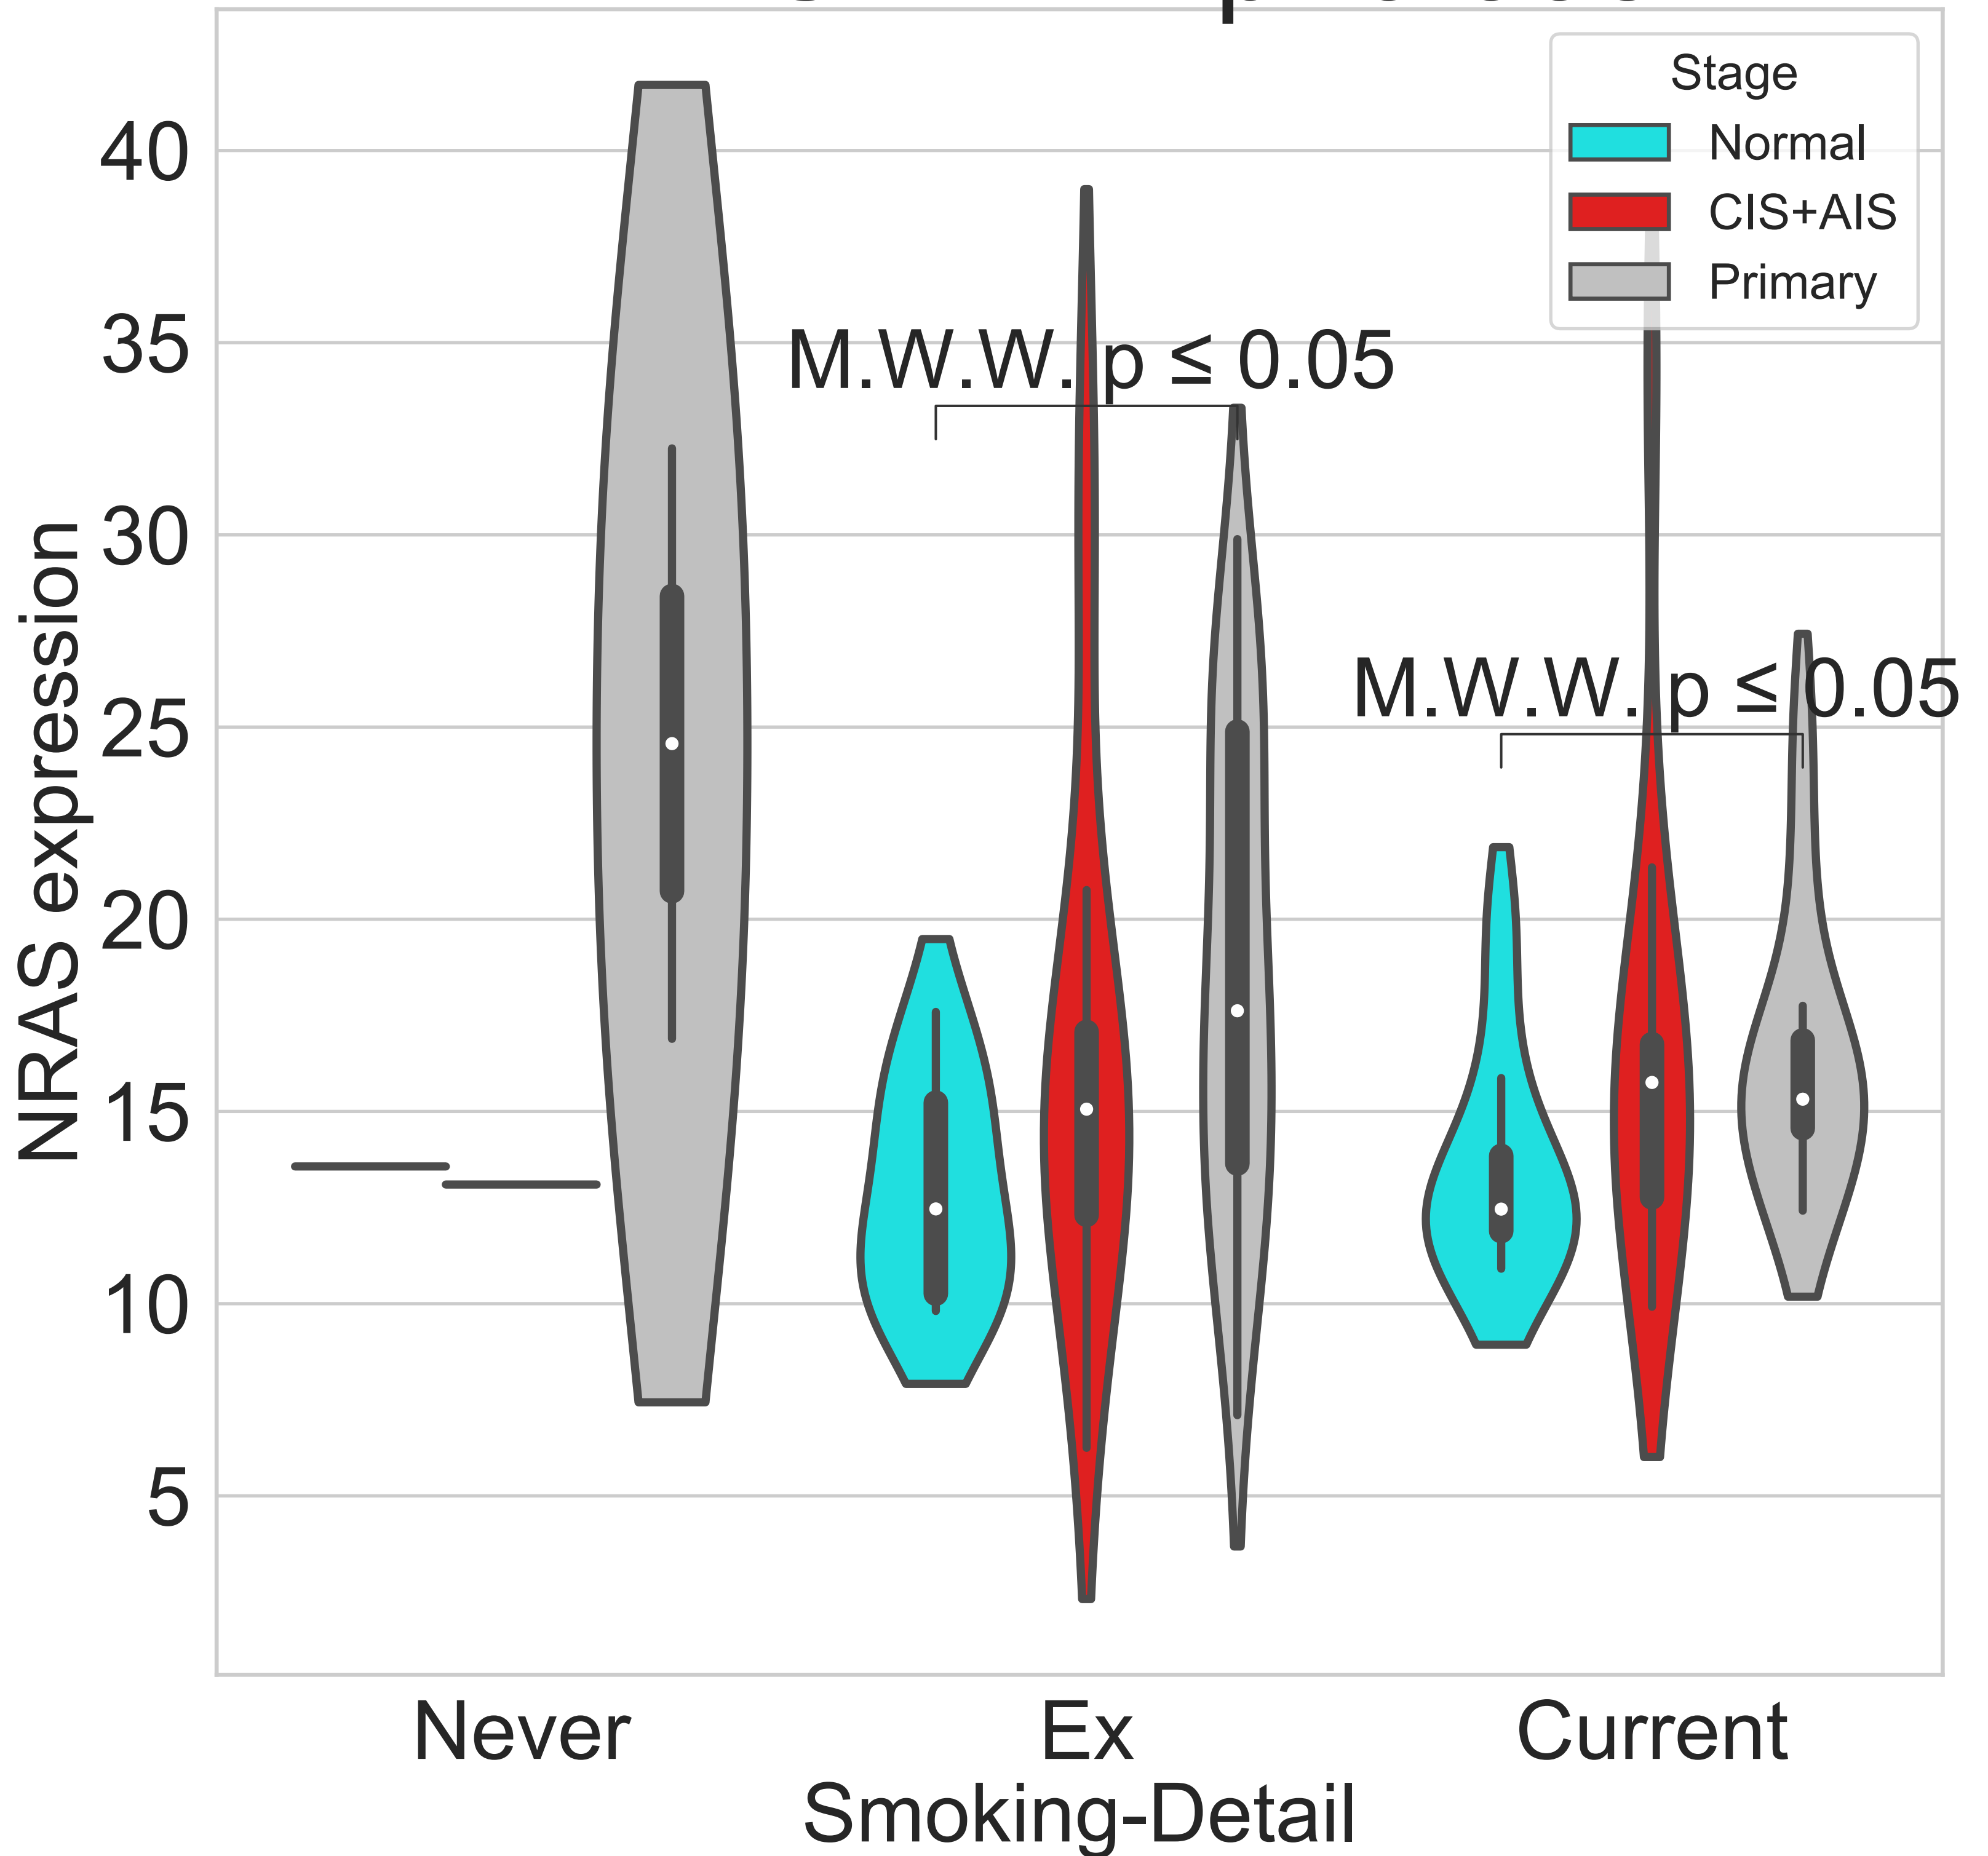 Stage
Normal
CIS+AIS
Primary
40
35
30
25
20
15
10
5
NRAS expression
M.W.W. p ≤ 0.05
M.W.W. p ≤ 0.05
Never
Ex
Current
Smoking-Detail